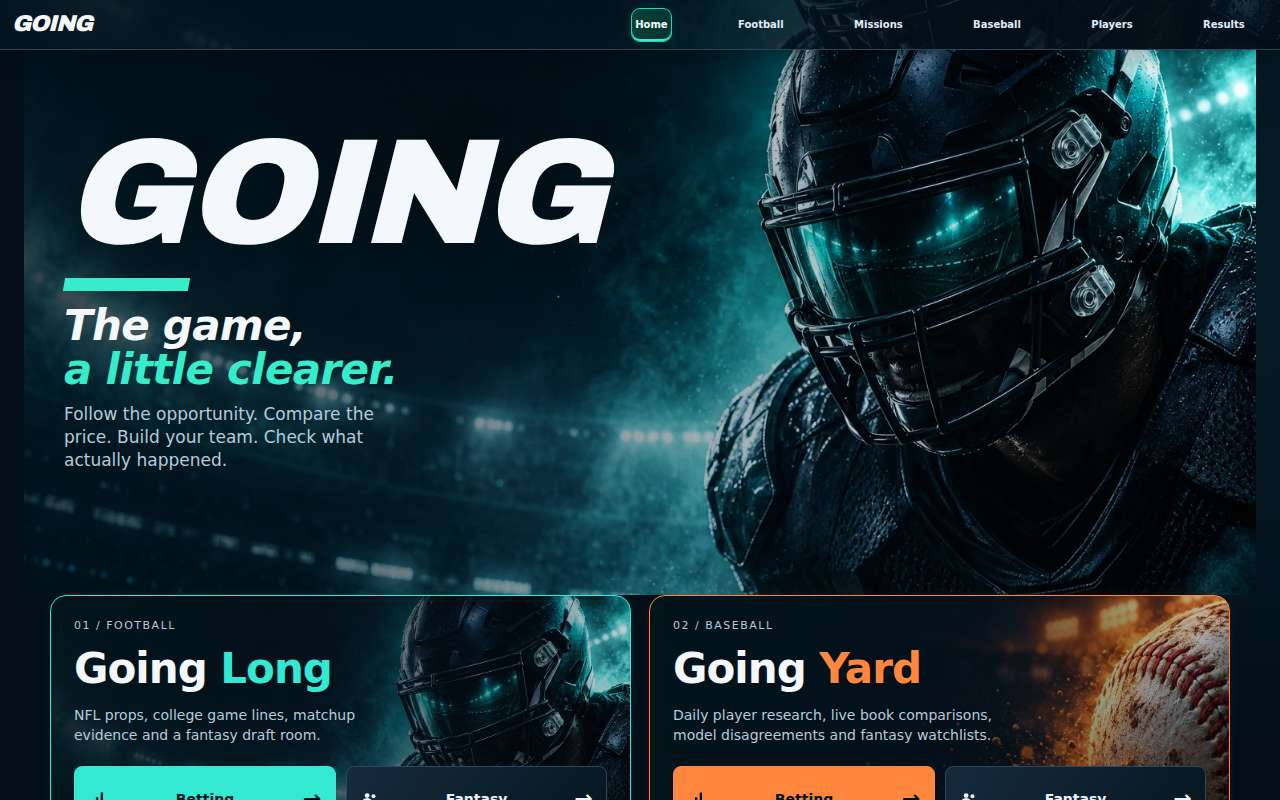 GOING
Home
Football
Missions
Baseball
Players
Results
GOING
The game,
a little clearer.
Follow the opportunity. Compare the
price. Build your team. Check what
actually happened.
01 / FOOTBALL
Going Long
NFL props, college game lines, matchup
evidence and a fantasy draft room.
Betting
Fantasy
02 / BASEBALL
Going Yard
Daily player research, live book comparisons,
model disagreements and fantasy watchlists.
Betting
Fantasy